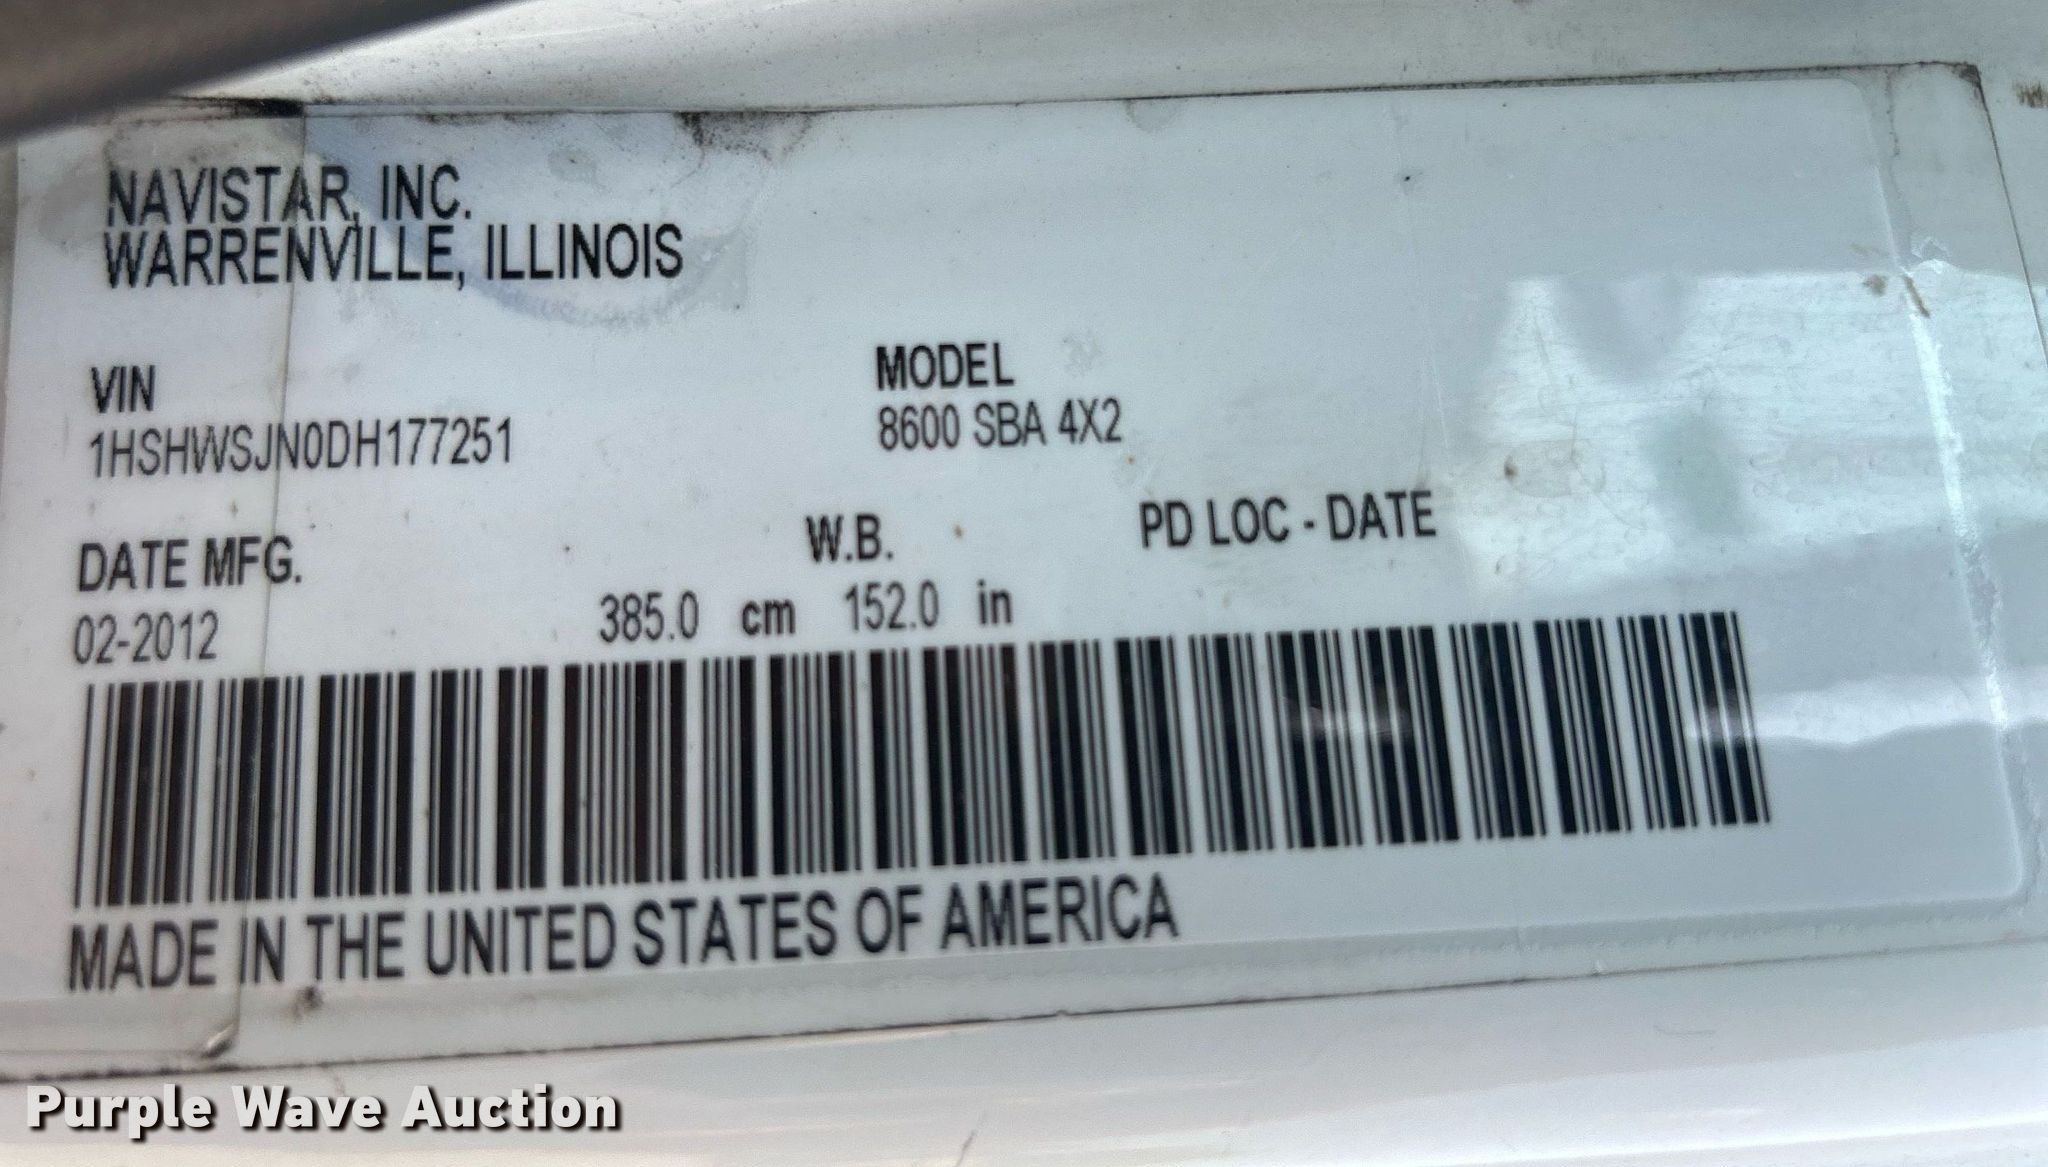 NAVISTAR, INC.
WARRENVILLE, ILLINOIS
VIN
1HSHWSJN0DH177251
MODEL
8600 SBA 4X2
DATE MFG.
02-2012
W.B.
385.0 cm 152.0 in
PD LOC - DATE
MADE IN THE UNITED STATES OF AMERICA
Purple Wave Auction